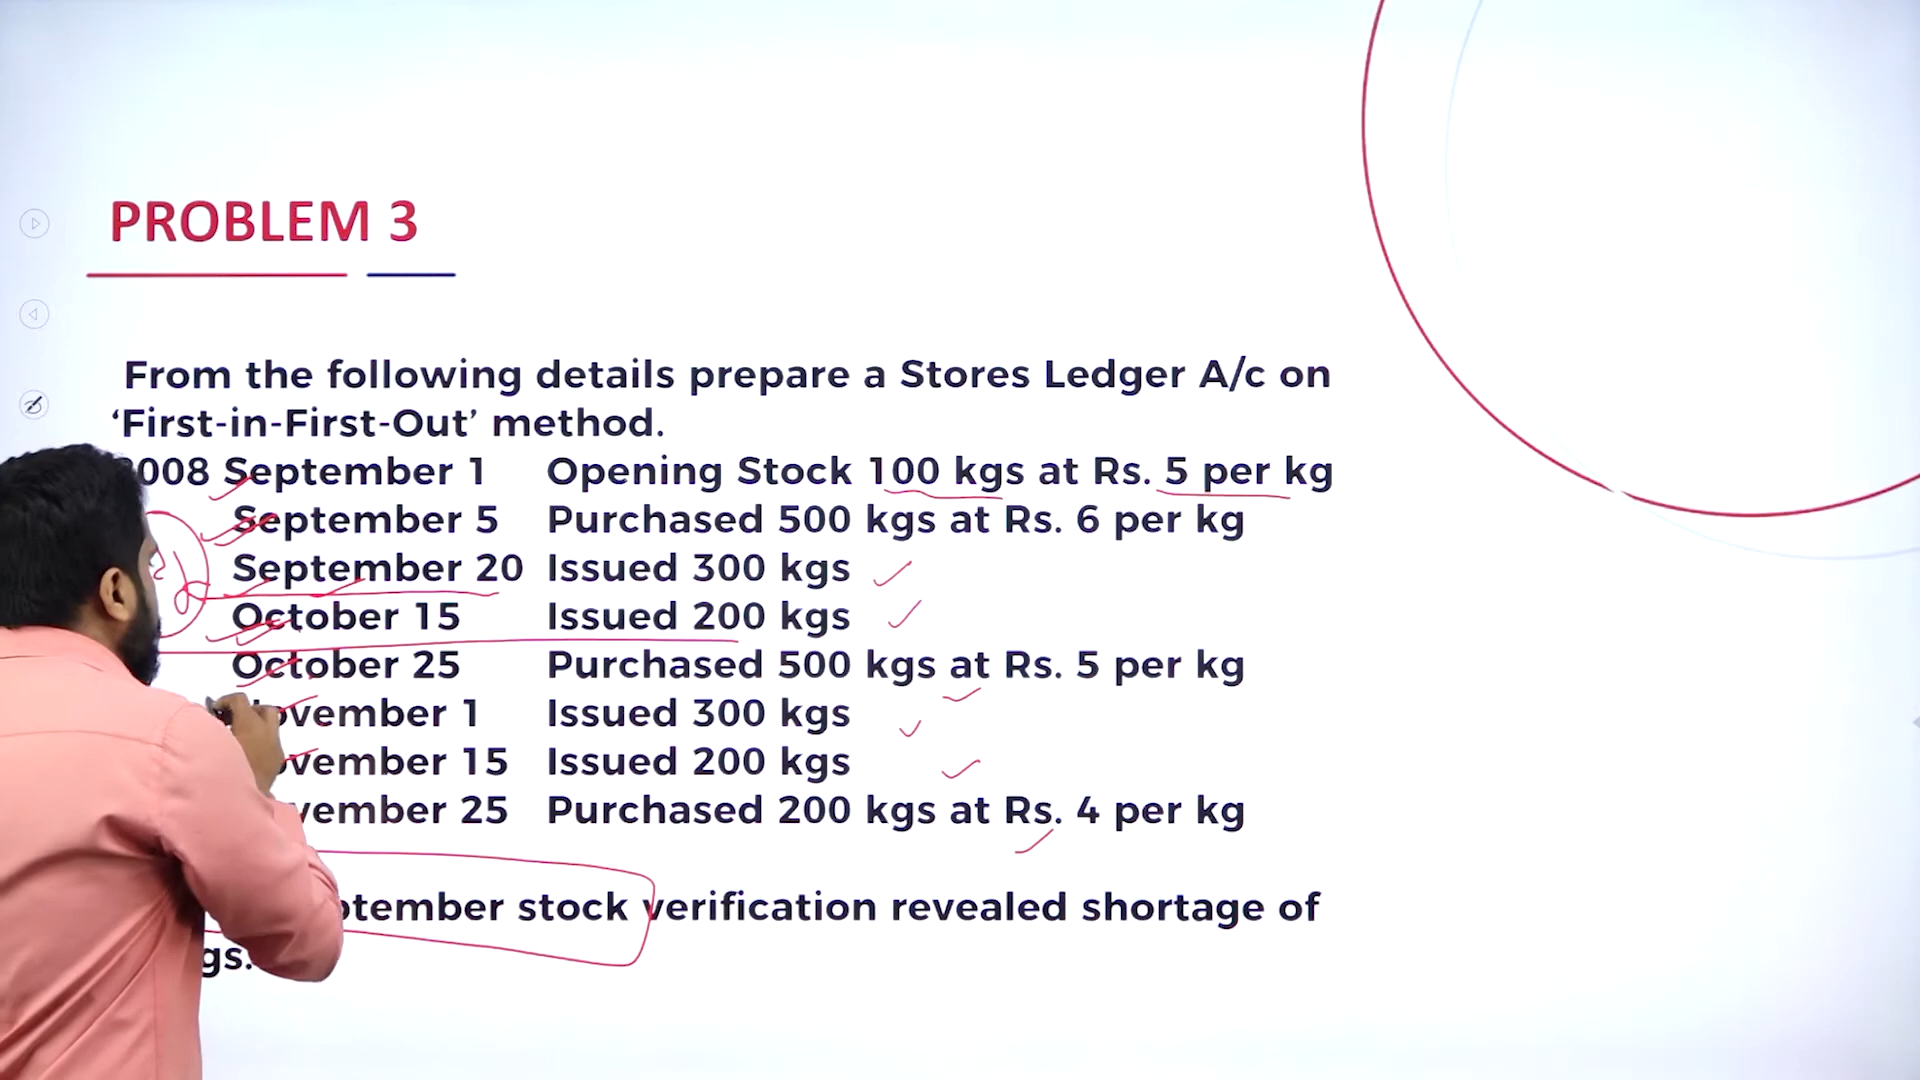 PROBLEM 3
From the following details prepare a Stores Ledger A/c on
‘First-in-First-Out’ method.
2008 September 1 Opening Stock 100 kgs at Rs. 5 per kg
September 5 Purchased 500 kgs at Rs. 6 per kg
September 20 Issued 300 kgs
October 15 Issued 200 kgs
October 25 Purchased 500 kgs at Rs. 5 per kg
November 1 Issued 300 kgs
November 15 Issued 200 kgs
November 25 Purchased 200 kgs at Rs. 4 per kg
September stock verification revealed shortage of